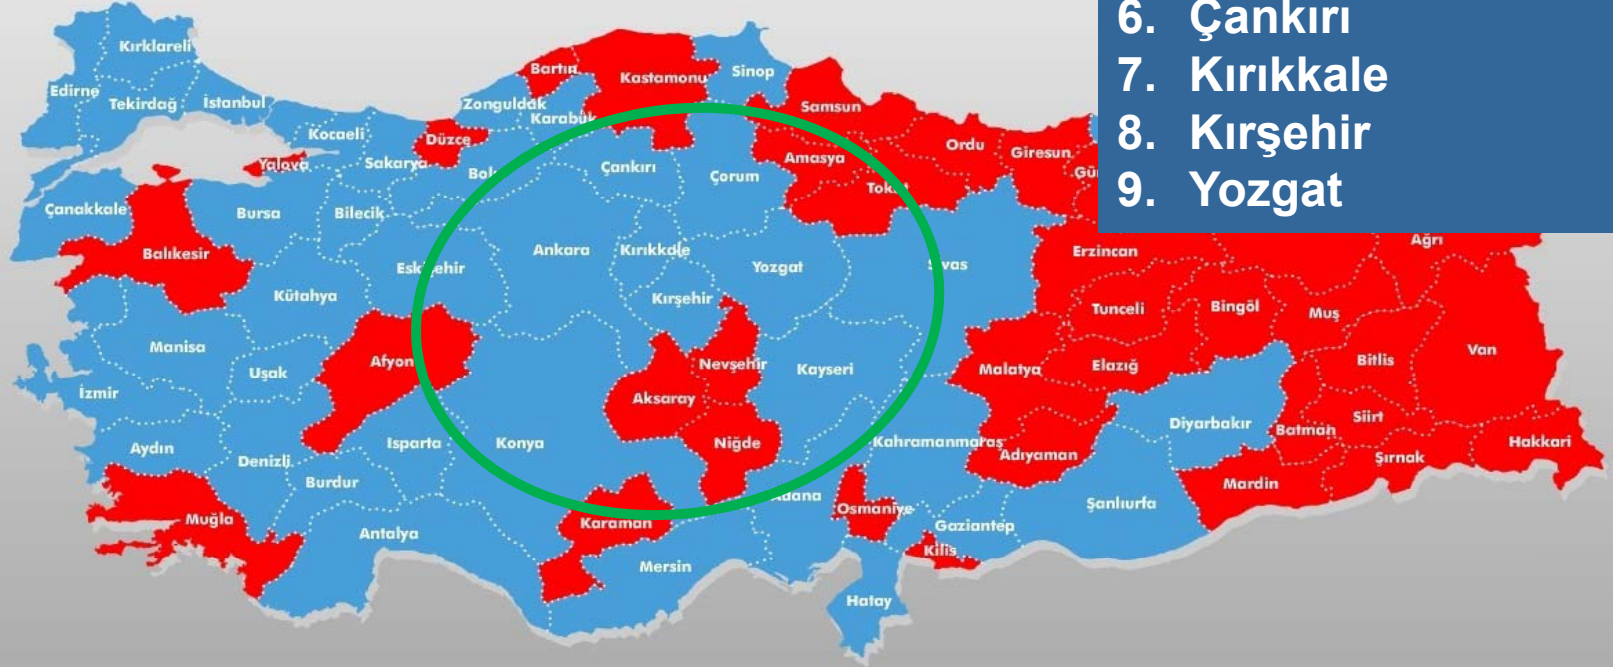 6. Çankırı
7. Kırıkkale
8. Kırşehir
9. Yozgat
Kırklareli
Edirne
Tekirdağ
İstanbul
Kocaeli
Yalova
Sakarya
Düzce
Zonguldak
Bartın
Karabük
Kastamonu
Sinop
Samsun
Ordu
Giresun
Amasya
Tokat
Çorum
Çankırı
Bolu
Çanakkale
Balıkesir
Bursa
Bilecik
Eskişehir
Ankara
Kırıkkale
Yozgat
Sivas
Erzincan
Ağrı
Kütahya
Kırşehir
Tunceli
Bingöl
Muş
Manisa
Uşak
Afyon
Nevşehir
Kayseri
Malatya
Elazığ
Bitlis
Van
İzmir
Aksaray
Aydın
Denizli
Isparta
Konya
Niğde
Kahramanmaraş
Adıyaman
Diyarbakır
Batman
Siirt
Şırnak
Hakkari
Burdur
Mardin
Muğla
Antalya
Karaman
Adana
Osmaniye
Gaziantep
Şanlıurfa
Kilis
Mersin
Hatay